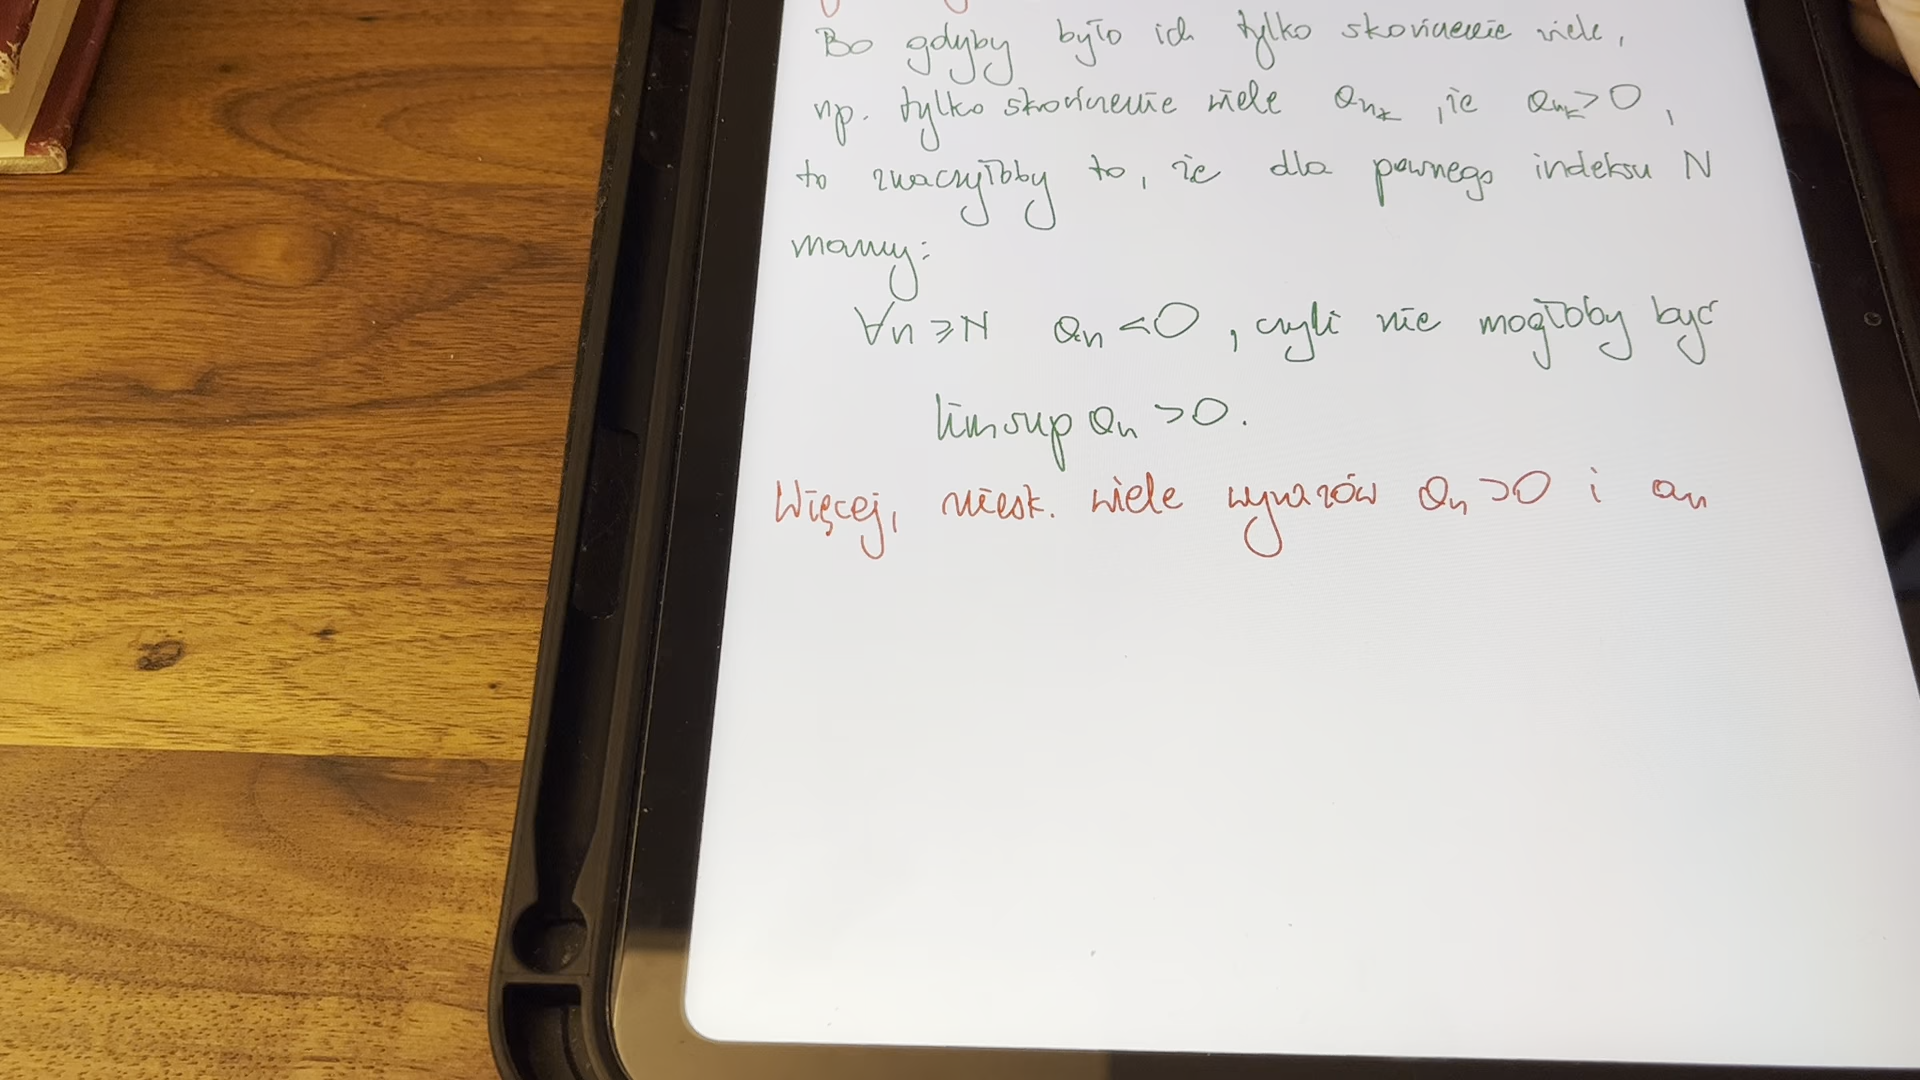 Bo gdyby było ich tylko skończenie wiele,
np. tylko skończenie wiele a_{n_k}, że a_{n_k} > 0,
to znaczyłoby to, że dla pewnego indeksu N
mamy:
∀n ≥ N a_n < 0, czyli nie mogłoby być
limsup a_n > 0.
Więcej, niesk. wiele wyrazów a_n > 0 i a_n